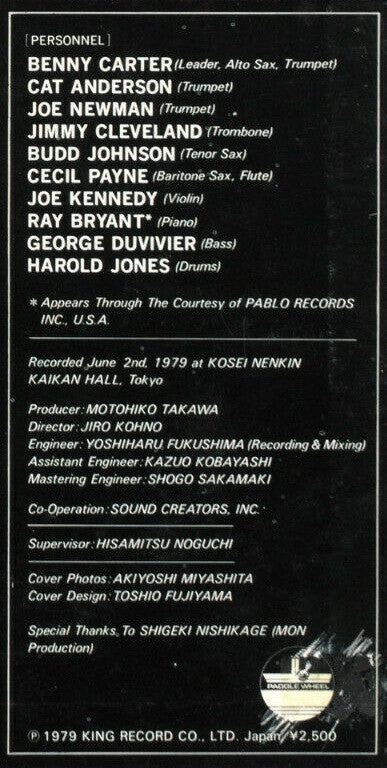 [PERSONNEL]
BENNY CARTER (Leader, Alto Sax, Trumpet)
CAT ANDERSON (Trumpet)
JOE NEWMAN (Trumpet)
JIMMY CLEVELAND (Trombone)
BUDD JOHNSON (Tenor Sax)
CECIL PAYNE (Baritone Sax, Flute)
JOE KENNEDY (Violin)
RAY BRYANT* (Piano)
GEORGE DUVIVIER (Bass)
HAROLD JONES (Drums)
* Appears Through The Courtesy of PABLO RECORDS
INC., U.S.A.
Recorded June 2nd, 1979 at KOSEI NENKIN
KAIKAN HALL, Tokyo
Producer: MOTOHIKO TAKAWA
Director: JIRO KOHNO
Engineer: YOSHIHARU FUKUSHIMA (Recording & Mixing)
Assistant Engineer: KAZUO KOBAYASHI
Mastering Engineer: SHOGO SAKAMAKI
Co-Operation: SOUND CREATORS, INC.
Supervisor: HISAMITSU NOGUCHI
Cover Photos: AKIYOSHI MIYASHITA
Cover Design: TOSHIO FUJIYAMA
Special Thanks, To SHIGEKI NISHIKAGE (MON
Production)
PADDLE WHEEL
℗ 1979 KING RECORD CO., LTD. Japan, ¥2,500